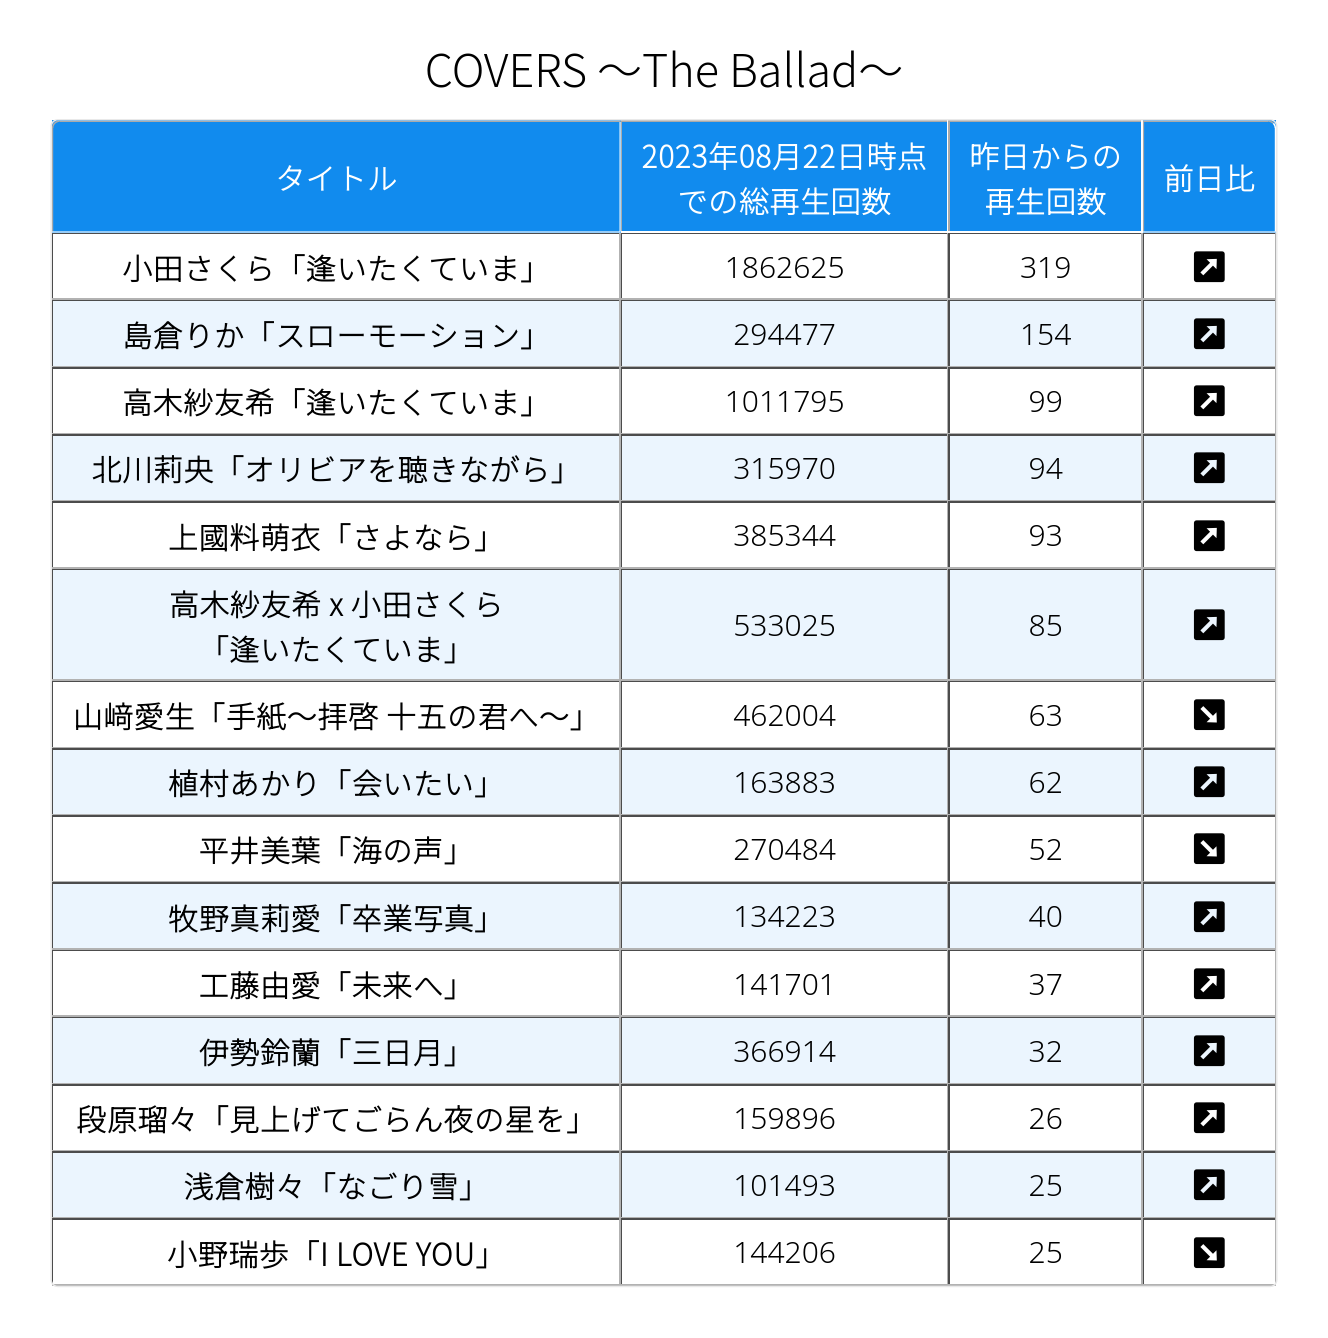 COVERS ～The Ballad～
タイトル
2023年08月22日時点
での総再生回数
昨日からの
再生回数
前日比
小田さくら「逢いたくていま」 1862625 319 ↗
島倉りか「スローモーション」 294477 154 ↗
高木紗友希「逢いたくていま」 1011795 99 ↗
北川莉央「オリビアを聴きながら」 315970 94 ↗
上國料萌衣「さよなら」 385344 93 ↗
高木紗友希 x 小田さくら
「逢いたくていま」 533025 85 ↗
山﨑愛生「手紙～拝啓 十五の君へ～」 462004 63 ↘
植村あかり「会いたい」 163883 62 ↗
平井美葉「海の声」 270484 52 ↘
牧野真莉愛「卒業写真」 134223 40 ↗
工藤由愛「未来へ」 141701 37 ↗
伊勢鈴蘭「三日月」 366914 32 ↗
段原瑠々「見上げてごらん夜の星を」 159896 26 ↗
浅倉樹々「なごり雪」 101493 25 ↗
小野瑞歩「I LOVE YOU」 144206 25 ↘